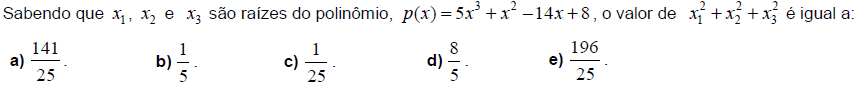 Sabendo que x₁, x₂ e x₃ são raízes do polinômio, p(x) = 5x³ + x² − 14x + 8, o valor de x₁² + x₂² + x₃² é igual a:
a) 141/25 . b) 1/5 . c) 1/25 . d) 8/5 . e) 196/25 .